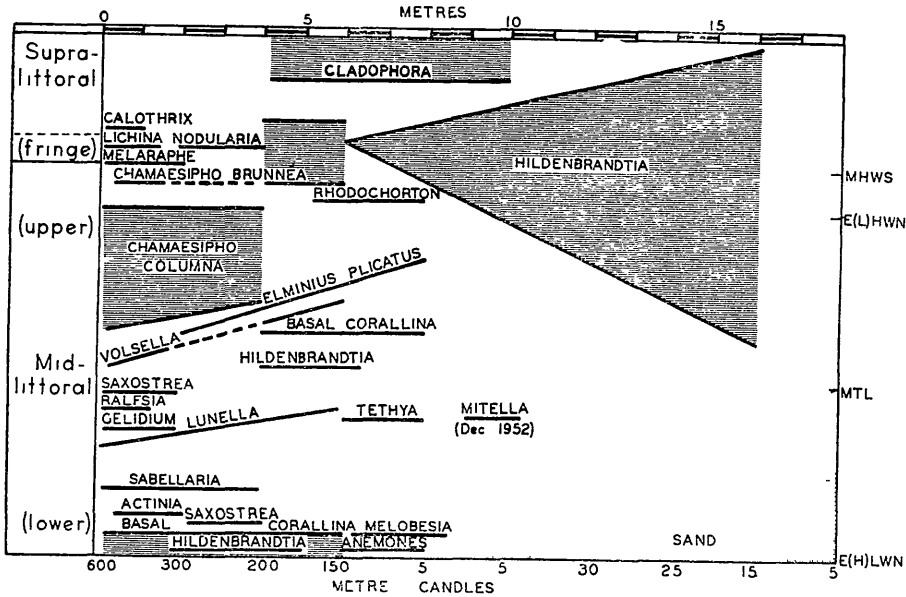 METRES
0 5 10 15
Supra-
littoral
CLADOPHORA
CALOTHRIX
(fringe)
LICHINA NODULARIA
MELARAPHE
HILDENBRANDTIA
CHAMAESIPHO BRUNNEA
MHWS
RHODOCHORTON
(upper)
E(L)HWN
CHAMAESIPHO
COLUMNA
ELMINIUS PLICATUS
BASAL CORALLINA
VOLSELLA
HILDENBRANDTIA
Mid-
littoral
SAXOSTREA
MTL
RALFSIA
GELIDIUM
LUNELLA
TETHYA
MITELLA
(Dec 1952)
SABELLARIA
ACTINIA
SAXOSTREA
(lower)
BASAL CORALLINA MELOBESIA
HILDENBRANDTIA ANEMONES
SAND
E(H)LWN
600 300 200 150 5 5 30 25 15 5
METRE CANDLES